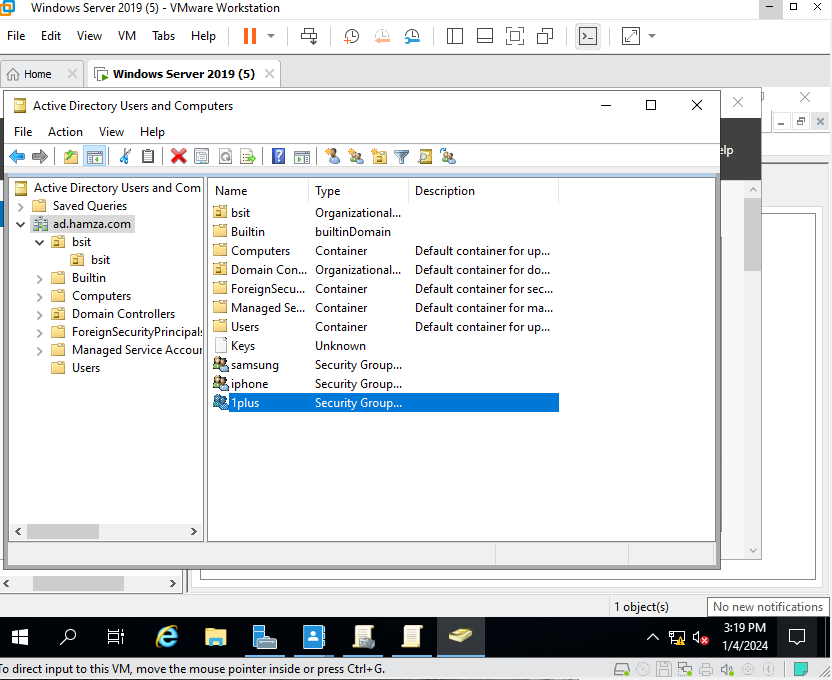 Windows Server 2019 (5) - VMware Workstation
File Edit View VM Tabs Help
Home Windows Server 2019 (5)
Active Directory Users and Computers
File Action View Help
elp
Active Directory Users and Com
Saved Queries
ad.hamza.com
bsit
bsit
Builtin
Computers
Domain Controllers
ForeignSecurityPrincipals
Managed Service Accour
Users
Name Type Description
bsit Organizational...
Builtin builtinDomain
Computers Container Default container for up...
Domain Con... Organizational... Default container for do...
ForeignSecu... Container Default container for sec...
Managed Se... Container Default container for ma...
Users Container Default container for up...
Keys Unknown
samsung Security Group...
iphone Security Group...
1plus Security Group...
1 object(s)
No new notifications
3:19 PM
1/4/2024
To direct input to this VM, move the mouse pointer inside or press Ctrl+G.